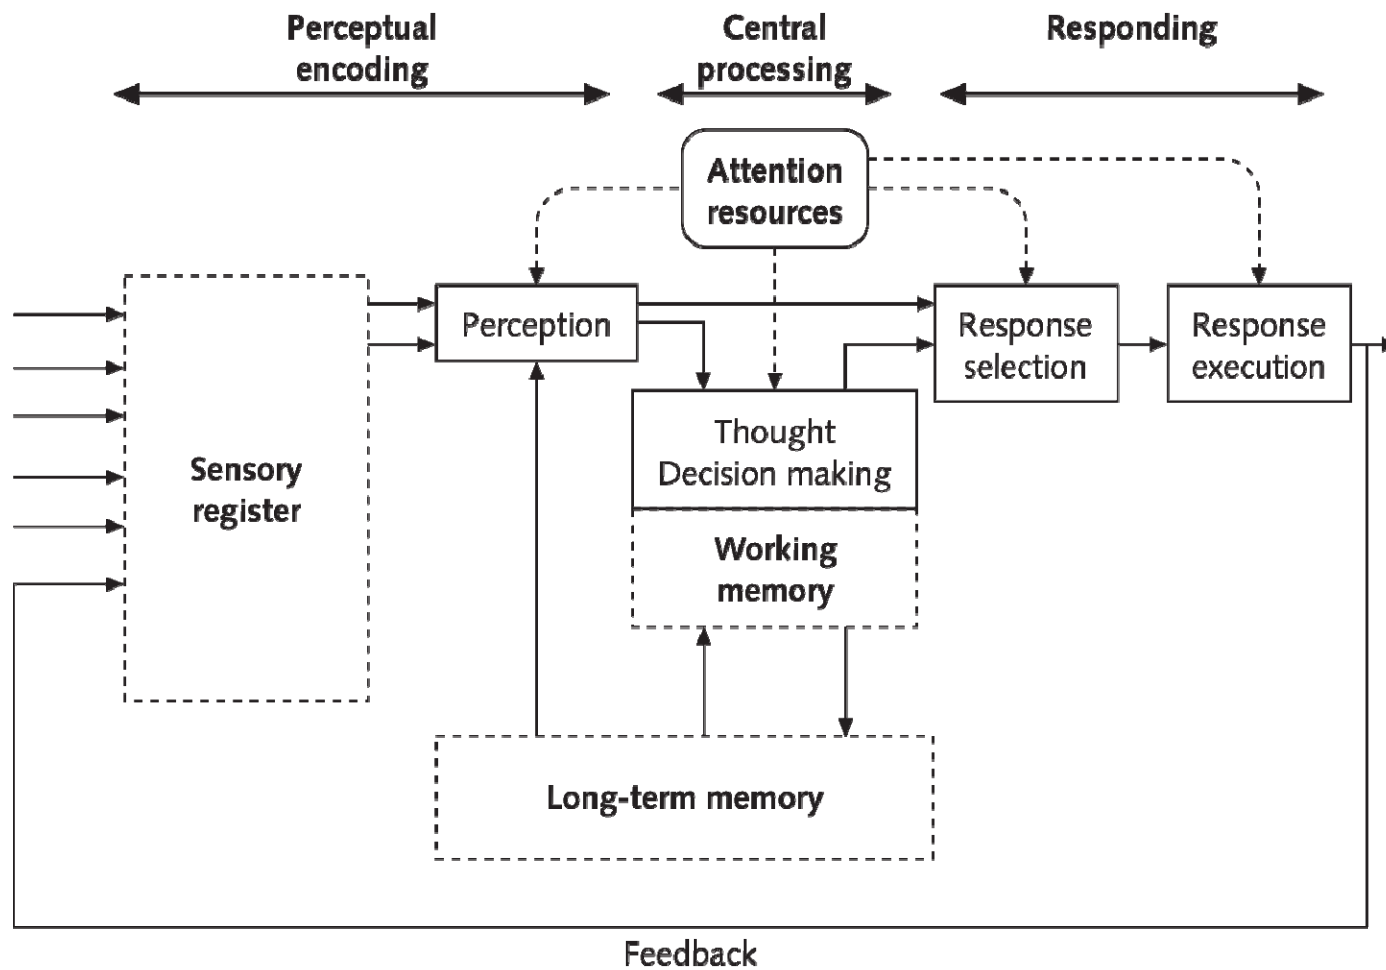 Perceptual
encoding
Central
processing
Responding
Attention
resources
Perception
Response
selection
Response
execution
Thought
Decision making
Sensory
register
Working
memory
Long-term memory
Feedback